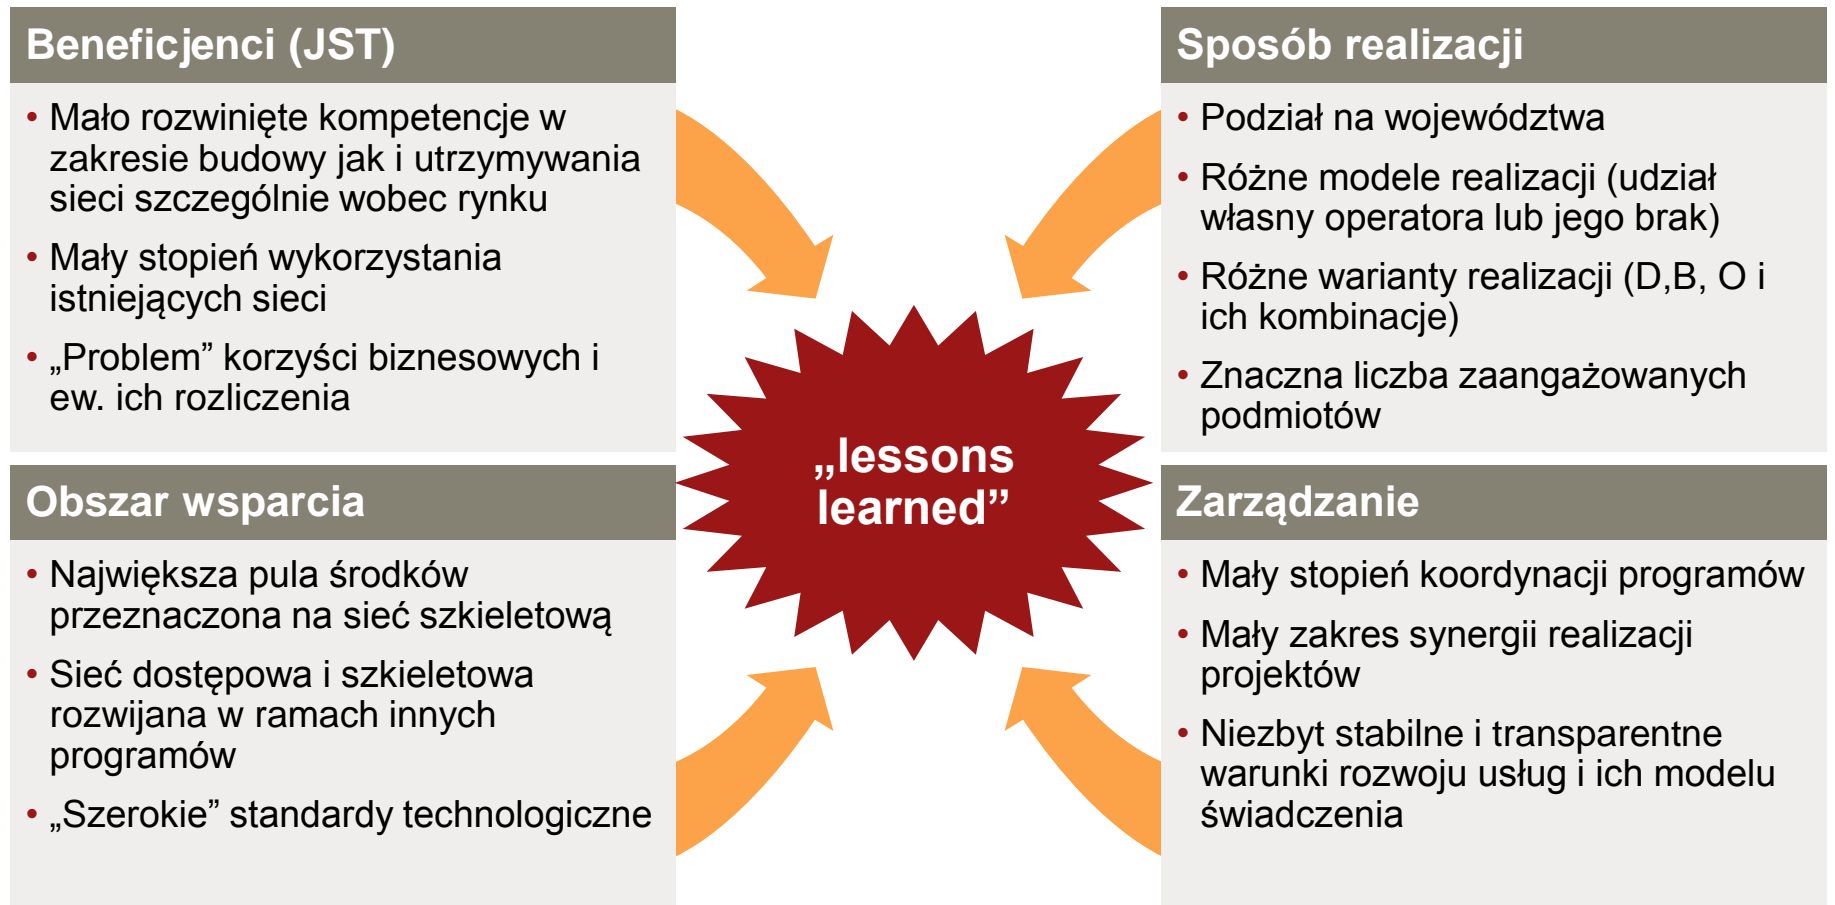 Beneficjenci (JST)
• Mało rozwinięte kompetencje w
zakresie budowy jak i utrzymywania
sieci szczególnie wobec rynku
• Mały stopień wykorzystania
istniejących sieci
• „Problem” korzyści biznesowych i
ew. ich rozliczenia
Sposób realizacji
• Podział na województwa
• Różne modele realizacji (udział
własny operatora lub jego brak)
• Różne warianty realizacji (D,B, O i
ich kombinacje)
• Znaczna liczba zaangażowanych
podmiotów
„lessons
learned”
Obszar wsparcia
• Największa pula środków
przeznaczona na sieć szkieletową
• Sieć dostępowa i szkieletowa
rozwijana w ramach innych
programów
• „Szerokie” standardy technologiczne
Zarządzanie
• Mały stopień koordynacji programów
• Mały zakres synergii realizacji
projektów
• Niezbyt stabilne i transparentne
warunki rozwoju usług i ich modelu
świadczenia